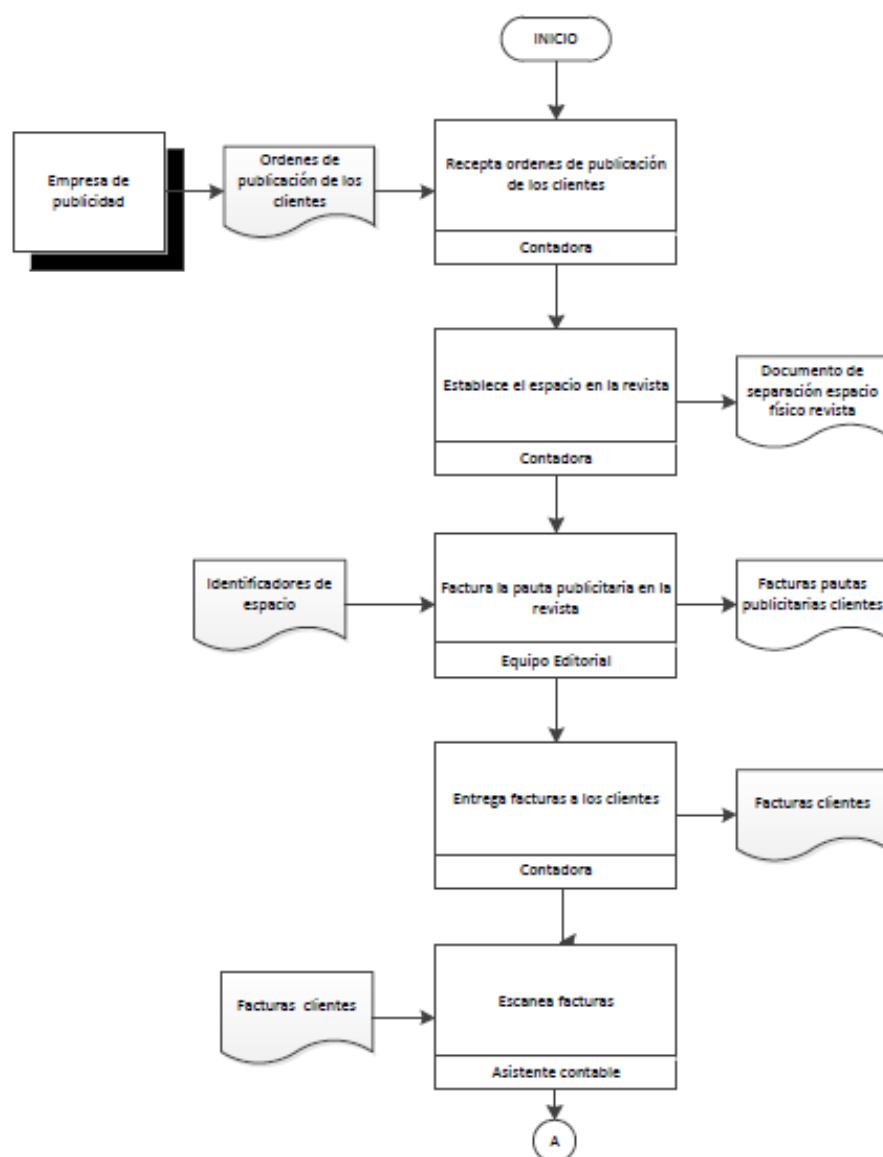 INICIO
Empresa de
publicidad
Ordenes de
publicación de los
clientes
Recepta ordenes de publicación
de los clientes
Contadora
Establece el espacio en la revista
Contadora
Documento de
separación espacio
físico revista
Identificadores de
espacio
Factura la pauta publicitaria en la
revista
Equipo Editorial
Facturas pautas
publicitarias clientes
Entrega facturas a los clientes
Contadora
Facturas clientes
Facturas clientes
Escanea facturas
Asistente contable
A